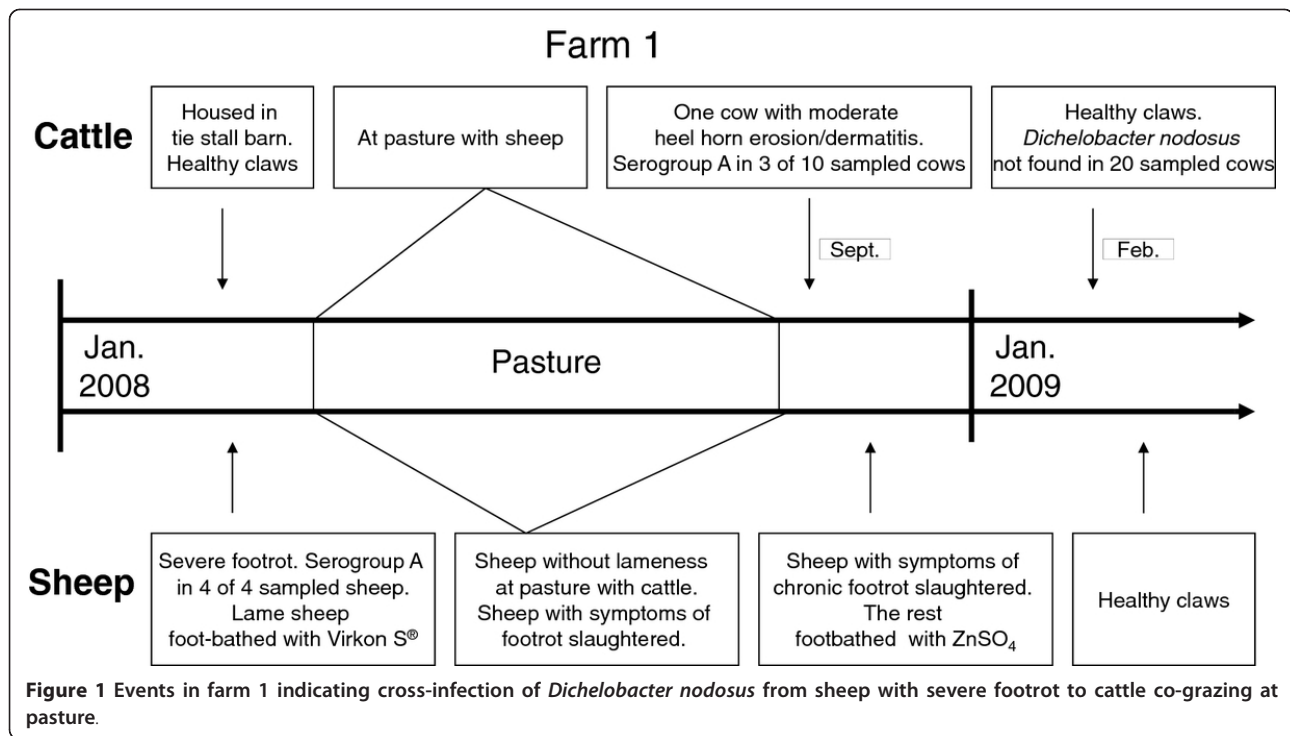 Farm 1
Cattle
Housed in
tie stall barn.
Healthy claws
At pasture with sheep
One cow with moderate
heel horn erosion/dermatitis.
Serogroup A in 3 of 10 sampled cows
Healthy claws.
Dichelobacter nodosus
not found in 20 sampled cows
Sept.
Feb.
Jan.
2008
Pasture
Jan.
2009
Sheep
Severe footrot. Serogroup A
in 4 of 4 sampled sheep.
Lame sheep
foot-bathed with Virkon S®
Sheep without lameness
at pasture with cattle.
Sheep with symptoms of
footrot slaughtered.
Sheep with symptoms of
chronic footrot slaughtered.
The rest
footbathed with ZnSO₄
Healthy claws
Figure 1 Events in farm 1 indicating cross-infection of Dichelobacter nodosus from sheep with severe footrot to cattle co-grazing at
pasture.